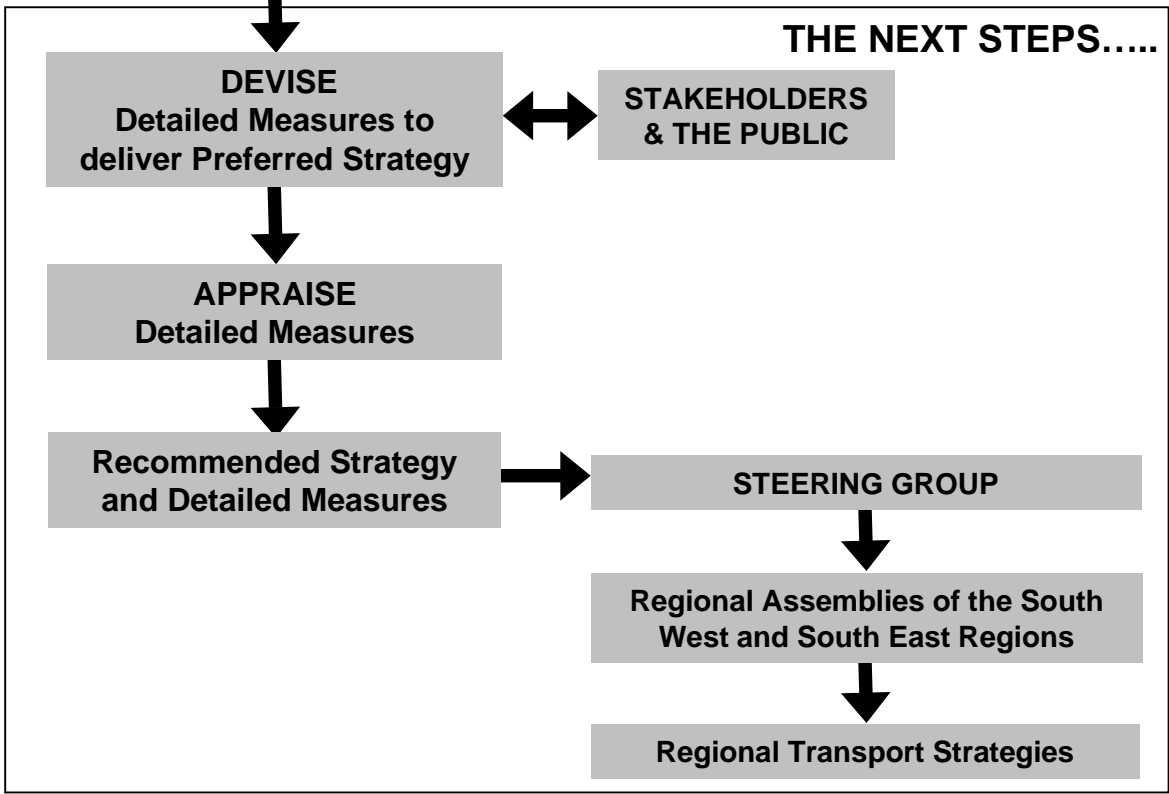 THE NEXT STEPS…..
DEVISE
Detailed Measures to
deliver Preferred Strategy
STAKEHOLDERS
& THE PUBLIC
APPRAISE
Detailed Measures
Recommended Strategy
and Detailed Measures
STEERING GROUP
Regional Assemblies of the South
West and South East Regions
Regional Transport Strategies